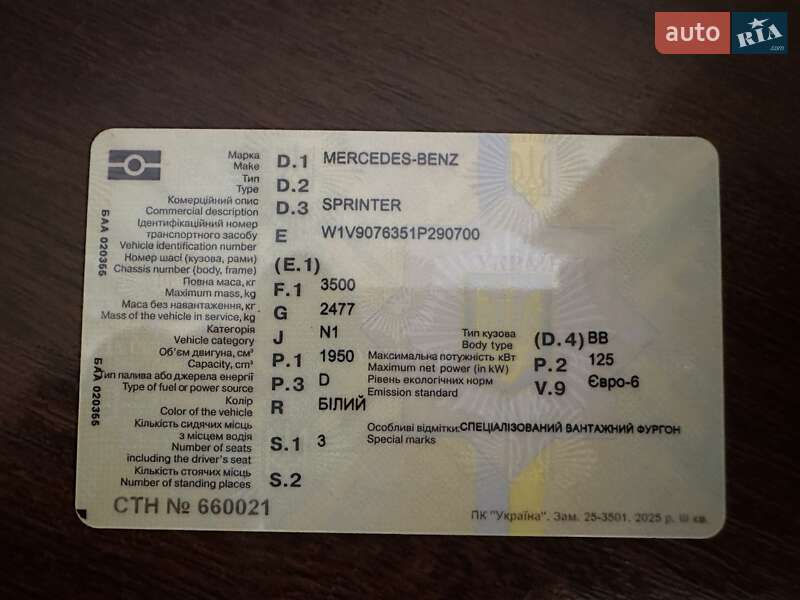 auto RIA .com
Марка
Make D.1 MERCEDES-BENZ
Тип
Type D.2
Комерційний опис
Commercial description D.3 SPRINTER
Ідентифікаційний номер
транспортного засобу
Vehicle identification number E W1V9076351P290700
Номер шасі (кузова, рами)
Chassis number (body, frame) (E.1)
Повна маса, кг
Maximum mass, kg F.1 3500
Маса без навантаження, кг
Mass of the vehicle in service, kg G 2477
Категорія
Vehicle category J N1
Тип кузова
Body type (D.4) BB
Об'єм двигуна, см³
Capacity, cm³ P.1 1950
Максимальна потужність кВт
Maximum net power (in kW) P.2 125
Тип палива або джерела енергії
Type of fuel or power source P.3 D
Рівень екологічних норм
Emission standard V.9 Євро-6
Колір
Color of the vehicle R БІЛИЙ
Кількість сидячих місць
з місцем водія
Number of seats
including the driver's seat S.1 3
Особливі відмітки: СПЕЦІАЛІЗОВАНИЙ ВАНТАЖНИЙ ФУРГОН
Special marks
Кількість стоячих місць
Number of standing places S.2
СТН № 660021
ПК "Україна". Зам. 25-3501. 2025 р. III кв.
БАА 020355
БАА 020355